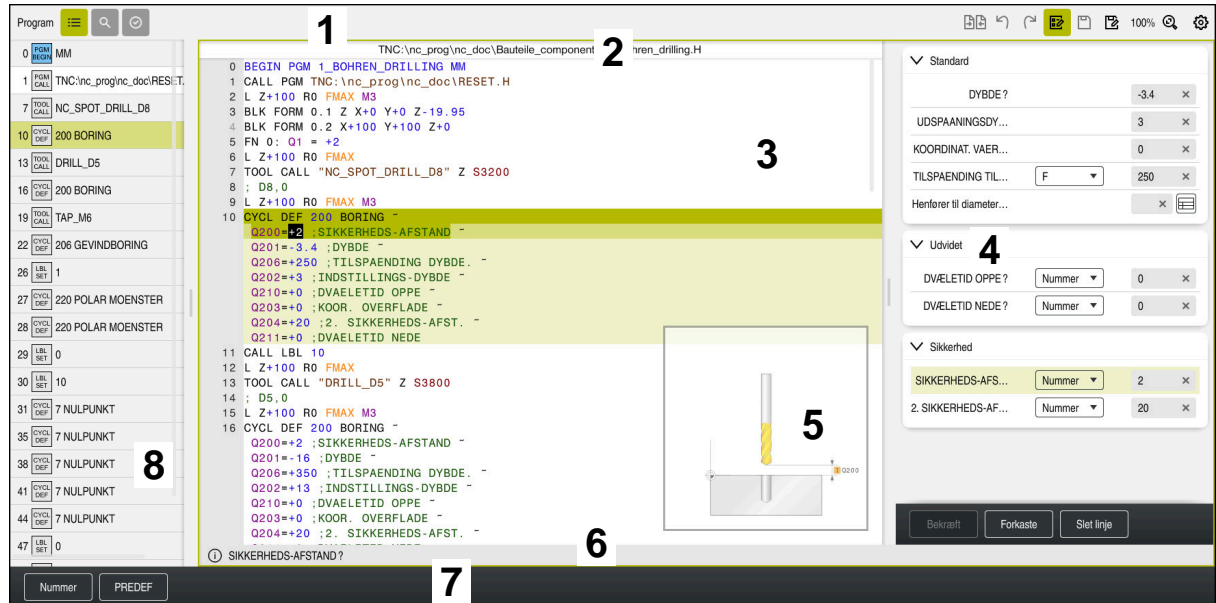 Program
1
100%
0 PGM BEGIN MM
1 PGM CALL TNC:\nc_prog\nc_doc\RESET.
7 TOOL CALL NC_SPOT_DRILL_D8
10 CYCL DEF 200 BORING
13 TOOL CALL DRILL_D5
16 CYCL DEF 200 BORING
19 TOOL CALL TAP_M6
22 CYCL DEF 206 GEVINDBORING
26 LBL SET 1
27 CYCL DEF 220 POLAR MOENSTER
28 CYCL DEF 220 POLAR MOENSTER
29 LBL SET 0
30 LBL SET 10
31 CYCL DEF 7 NULPUNKT
35 CYCL DEF 7 NULPUNKT
38 CYCL DEF 7 NULPUNKT
41 CYCL DEF 7 NULPUNKT
44 CYCL DEF 7 NULPUNKT
47 LBL SET 0
8
TNC:\nc_prog\nc_doc\Bauteile_component 2 hren_drilling.H
0 BEGIN PGM 1_BOHREN_DRILLING MM
1 CALL PGM TNC:\nc_prog\nc_doc\RESET.H
2 L Z+100 R0 FMAX M3
3 BLK FORM 0.1 Z X+0 Y+0 Z-19.95
4 BLK FORM 0.2 X+100 Y+100 Z+0
5 FN 0: Q1 = +2
6 L Z+100 R0 FMAX
7 TOOL CALL "NC_SPOT_DRILL_D8" Z S3200
8 ; D8,0
9 L Z+100 R0 FMAX M3
10 CYCL DEF 200 BORING ~
Q200=+2 ;SIKKERHEDS-AFSTAND ~
Q201=-3.4 ;DYBDE ~
Q206=+250 ;TILSPAENDING DYBDE. ~
Q202=+3 ;INDSTILLINGS-DYBDE ~
Q210=+0 ;DVAELETID OPPE ~
Q203=+0 ;KOOR. OVERFLADE ~
Q204=+20 ;2. SIKKERHEDS-AFST. ~
Q211=+0 ;DVAELETID NEDE
11 CALL LBL 10
12 L Z+100 R0 FMAX
13 TOOL CALL "DRILL_D5" Z S3800
14 ; D5,0
15 L Z+100 R0 FMAX M3
16 CYCL DEF 200 BORING ~
Q200=+2 ;SIKKERHEDS-AFSTAND ~
Q201=-16 ;DYBDE ~
Q206=+350 ;TILSPAENDING DYBDE. ~
Q202=+13 ;INDSTILLINGS-DYBDE ~
Q210=+0 ;DVAELETID OPPE ~
Q203=+0 ;KOOR. OVERFLADE ~
Q204=+20 ;2. SIKKERHEDS-AFST. ~
3
5
1 Q200
6
SIKKERHEDS-AFSTAND?
Standard
DYBDE? -3.4 ×
UDSPAANINGSDY... 3 ×
KOORDINAT. VAER... 0 ×
TILSPAENDING TIL... F 250 ×
Henfører til diameter... ×
Udvidet
4
DVÆLETID OPPE? Nummer 0 ×
DVÆLETID NEDE? Nummer 0 ×
Sikkerhed
SIKKERHEDS-AFS... Nummer 2 ×
2. SIKKERHEDS-AF... Nummer 20 ×
Bekræft Forkaste Slet linje
Nummer PREDEF
7